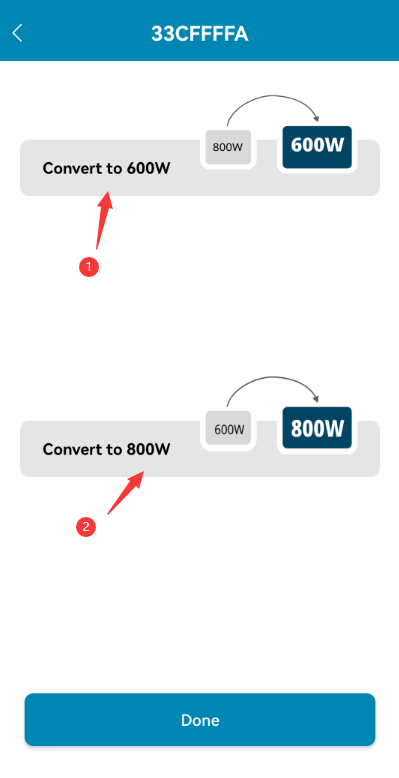 33CFFFFA
800W
600W
Convert to 600W
1
600W
800W
Convert to 800W
2
Done